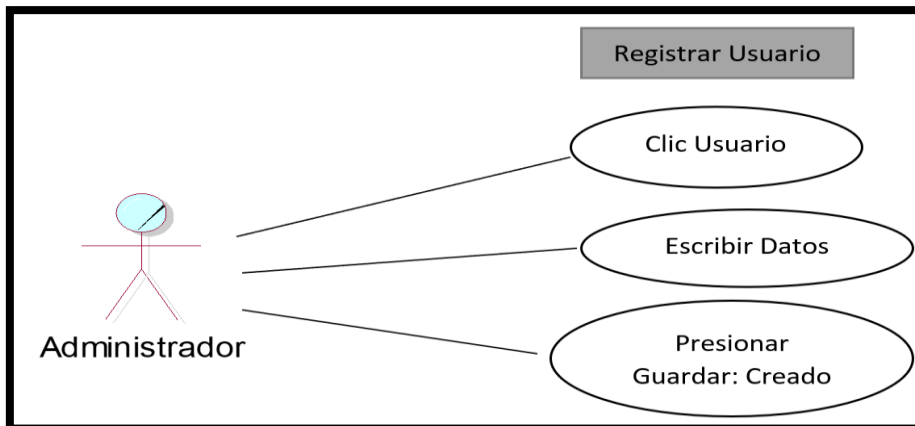 Registrar Usuario
Clic Usuario
Escribir Datos
Administrador
Presionar
Guardar: Creado